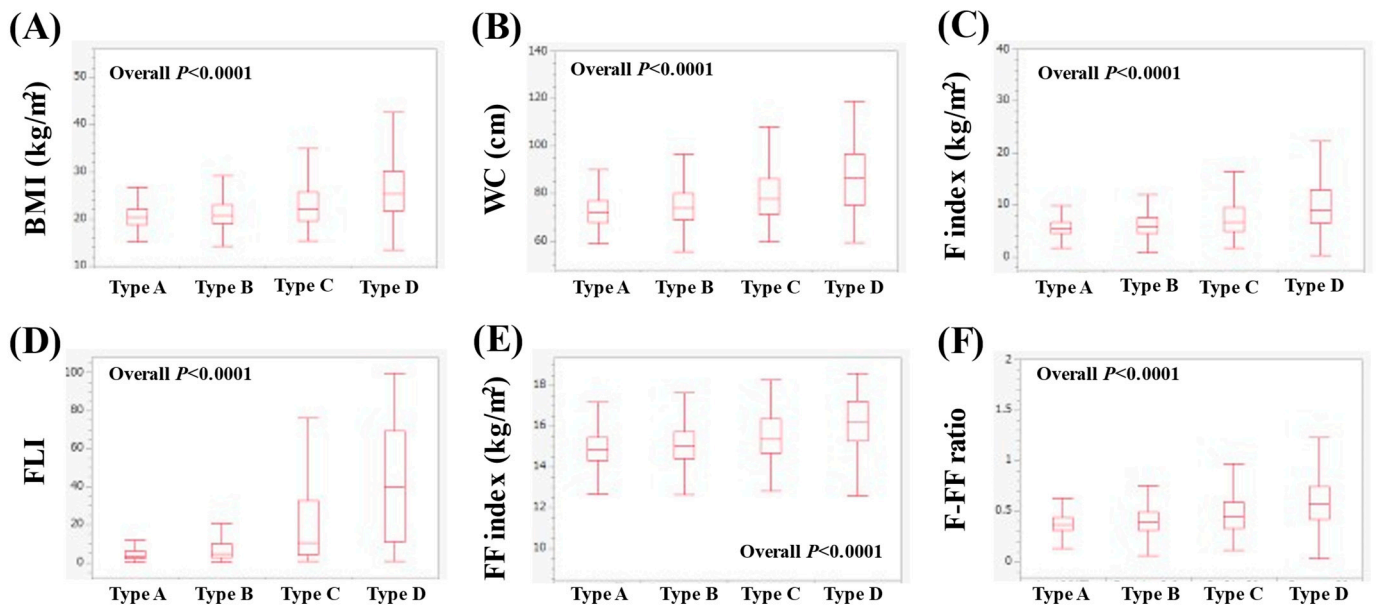 (A)
Overall P<0.0001
BMI (kg/m²)
50
30
20
10
Type A Type B Type C Type D
(B)
Overall P<0.0001
WC (cm)
140
120
100
80
60
Type A Type B Type C Type D
(C)
Overall P<0.0001
F index (kg/m²)
40
30
20
10
0
Type A Type B Type C Type D
(D)
Overall P<0.0001
FLI
100
80
60
40
20
0
Type A Type B Type C Type D
(E)
FF index (kg/m²)
18
16
14
12
10
Overall P<0.0001
Type A Type B Type C Type D
(F)
Overall P<0.0001
F-FF ratio
2
1.5
1
0.5
0
Type A Type B Type C Type D